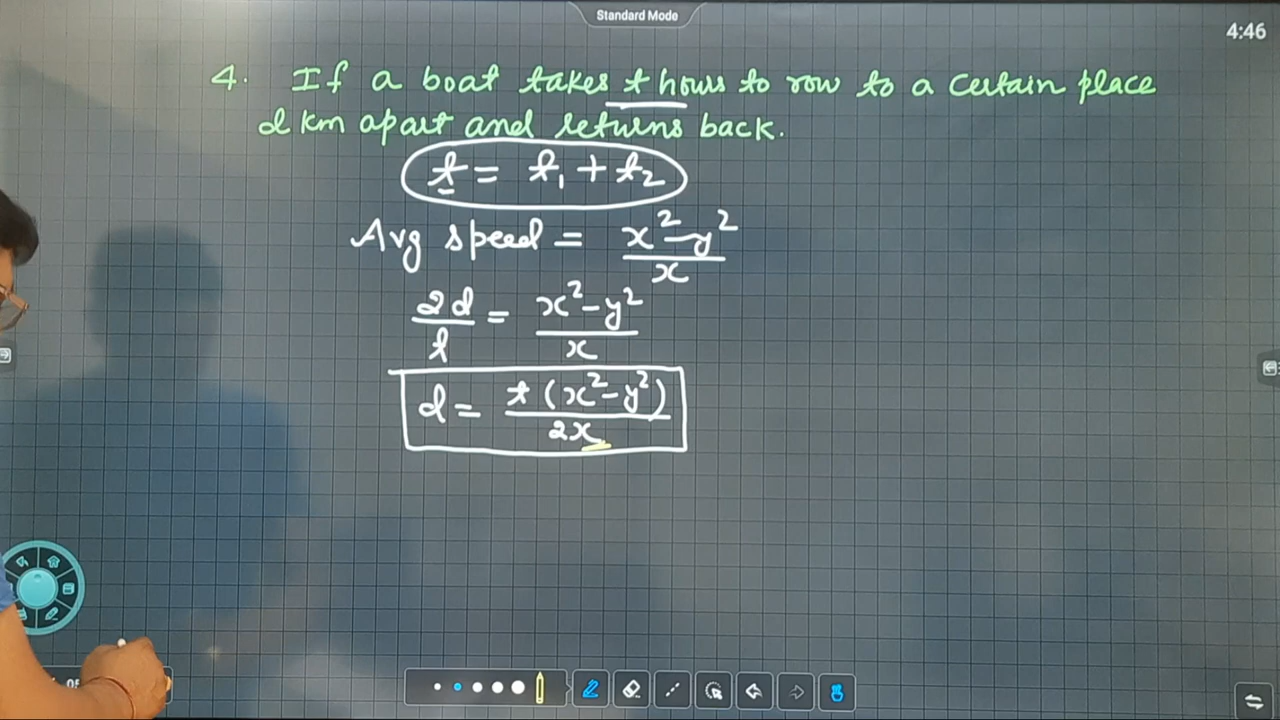 Standard Mode
4:46
4. If a boat takes t hours to row to a certain place
d km apart and returns back.
t = t₁ + t₂
Avg speed = x²-y²/x
2d/t = x²-y²/x
d = t(x²-y²)/2x
05